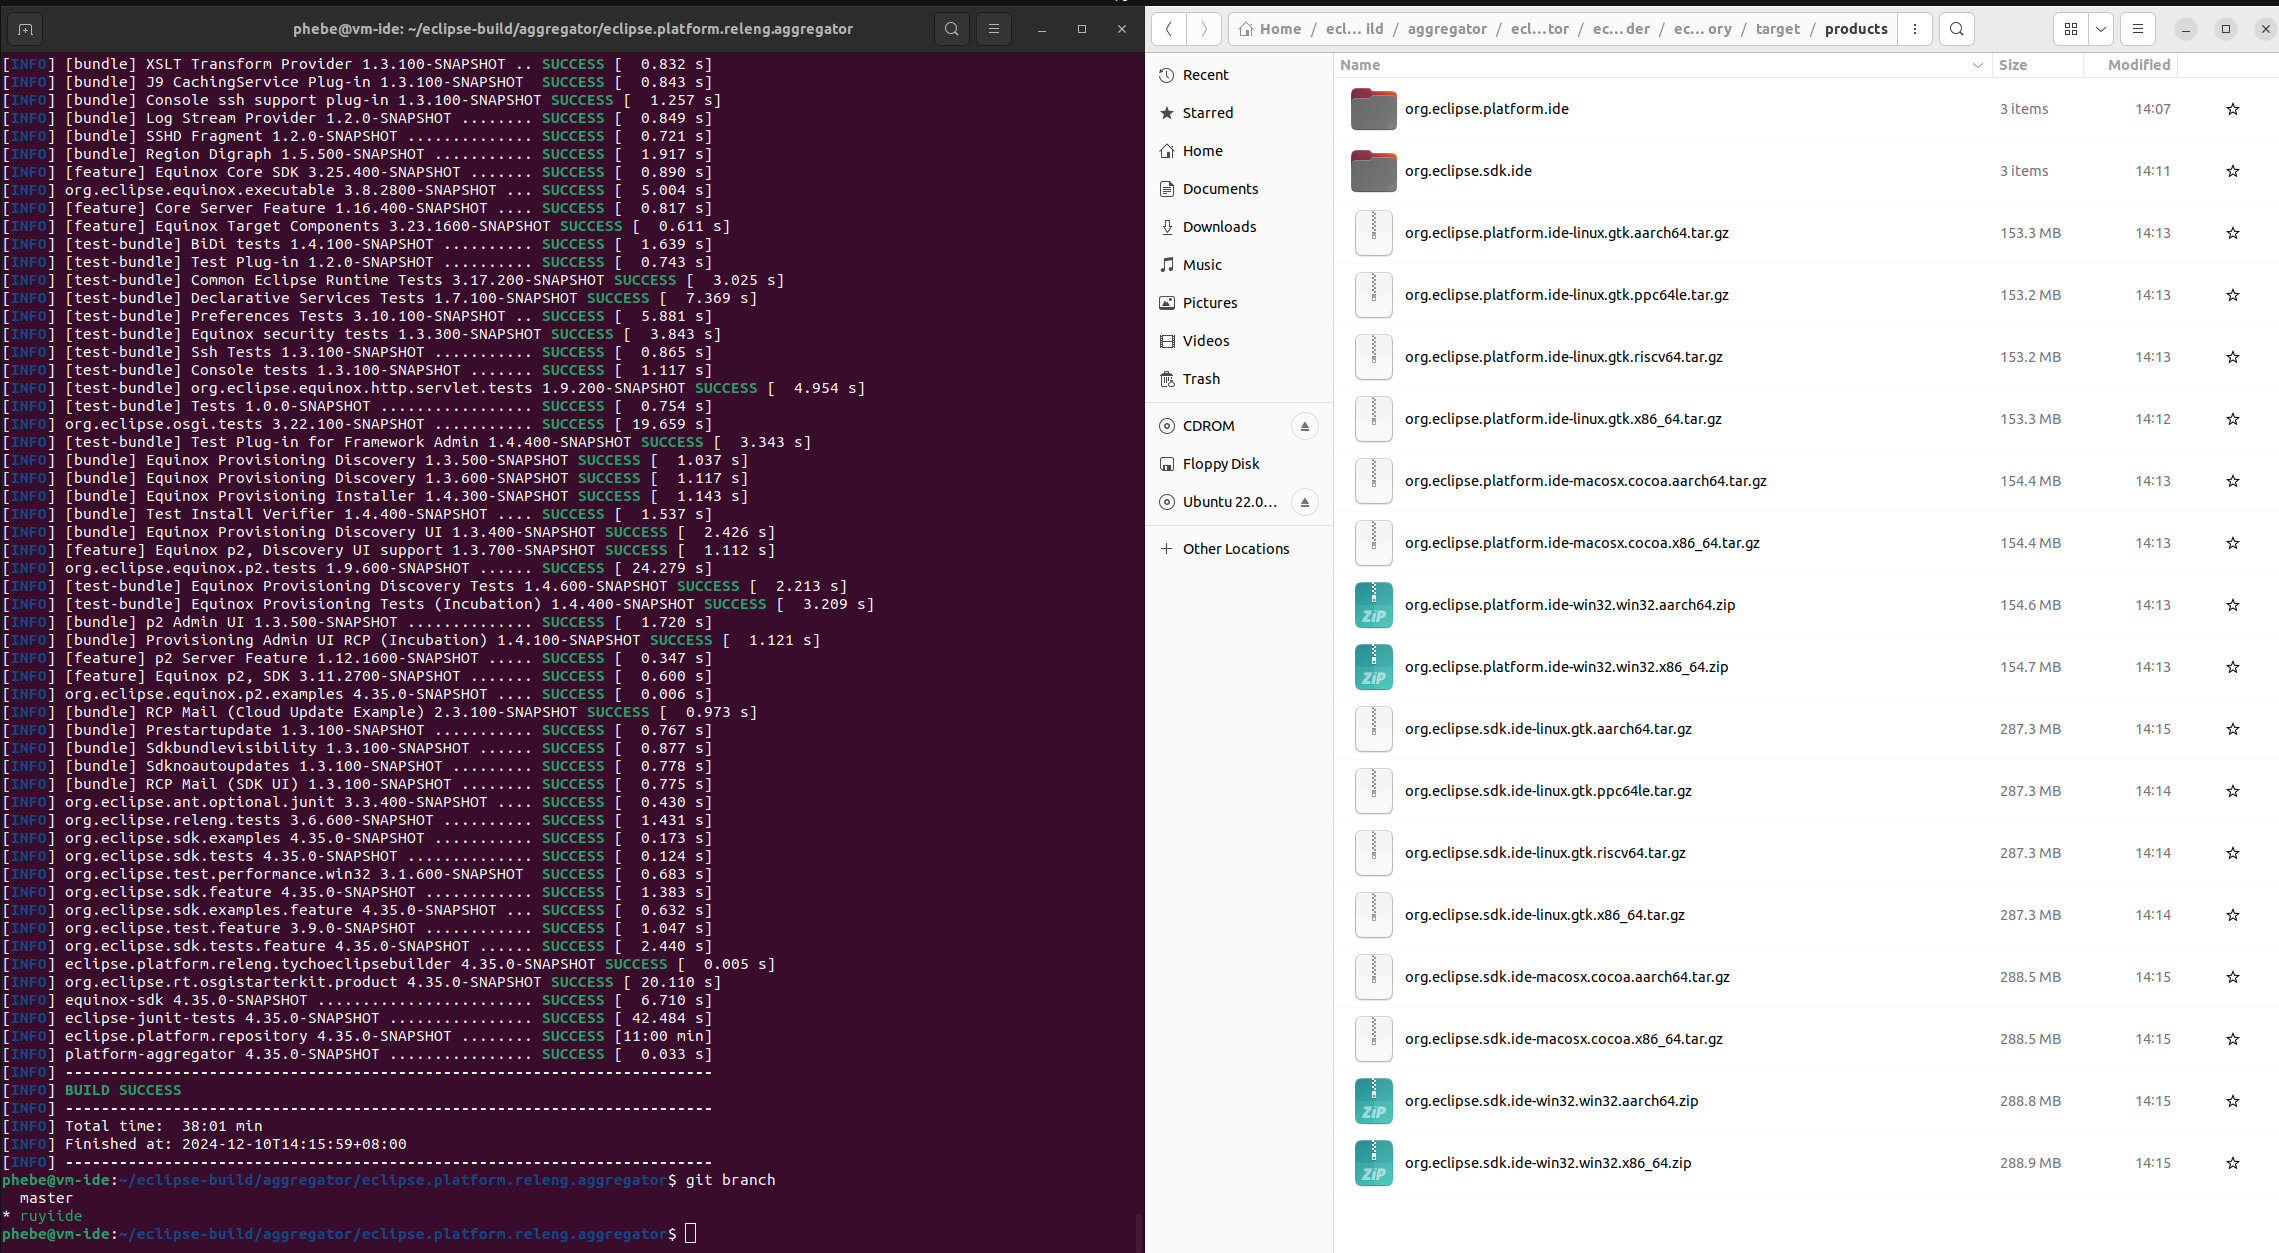 phebe@vm-ide: ~/eclipse-build/aggregator/eclipse.platform.releng.aggregator
[INFO] [bundle] XSLT Transform Provider 1.3.100-SNAPSHOT .. SUCCESS [  0.832 s]
[INFO] [bundle] J9 CachingService Plug-in 1.3.100-SNAPSHOT  SUCCESS [  0.843 s]
[INFO] [bundle] Console ssh support plug-in 1.3.100-SNAPSHOT SUCCESS [  1.257 s]
[INFO] [bundle] Log Stream Provider 1.2.0-SNAPSHOT ........ SUCCESS [  0.849 s]
[INFO] [bundle] SSHD Fragment 1.2.0-SNAPSHOT .............. SUCCESS [  0.721 s]
[INFO] [bundle] Region Digraph 1.5.500-SNAPSHOT ........... SUCCESS [  1.917 s]
[INFO] [feature] Equinox Core SDK 3.25.400-SNAPSHOT ....... SUCCESS [  0.890 s]
[INFO] org.eclipse.equinox.executable 3.8.2800-SNAPSHOT ... SUCCESS [  5.004 s]
[INFO] [feature] Core Server Feature 1.16.400-SNAPSHOT .... SUCCESS [  0.817 s]
[INFO] [feature] Equinox Target Components 3.23.1600-SNAPSHOT SUCCESS [  0.611 s]
[INFO] [test-bundle] BiDi tests 1.4.100-SNAPSHOT .......... SUCCESS [  1.639 s]
[INFO] [test-bundle] Test Plug-in 1.2.0-SNAPSHOT .......... SUCCESS [  0.743 s]
[INFO] [test-bundle] Common Eclipse Runtime Tests 3.17.200-SNAPSHOT SUCCESS [  3.025 s]
[INFO] [test-bundle] Declarative Services Tests 1.7.100-SNAPSHOT SUCCESS [  7.369 s]
[INFO] [test-bundle] Preferences Tests 3.10.100-SNAPSHOT .. SUCCESS [  5.881 s]
[INFO] [test-bundle] Equinox security tests 1.3.300-SNAPSHOT SUCCESS [  3.843 s]
[INFO] [test-bundle] Ssh Tests 1.3.100-SNAPSHOT ........... SUCCESS [  0.865 s]
[INFO] [test-bundle] Console tests 1.3.100-SNAPSHOT ....... SUCCESS [  1.117 s]
[INFO] [test-bundle] org.eclipse.equinox.http.servlet.tests 1.9.200-SNAPSHOT SUCCESS [  4.954 s]
[INFO] [test-bundle] Tests 1.0.0-SNAPSHOT ................. SUCCESS [  0.754 s]
[INFO] org.eclipse.osgi.tests 3.22.100-SNAPSHOT ........... SUCCESS [ 19.659 s]
[INFO] [test-bundle] Test Plug-in for Framework Admin 1.4.400-SNAPSHOT SUCCESS [  3.343 s]
[INFO] [bundle] Equinox Provisioning Discovery 1.3.500-SNAPSHOT SUCCESS [  1.037 s]
[INFO] [bundle] Equinox Provisioning Discovery 1.3.600-SNAPSHOT SUCCESS [  1.117 s]
[INFO] [bundle] Equinox Provisioning Installer 1.4.300-SNAPSHOT SUCCESS [  1.143 s]
[INFO] [bundle] Test Install Verifier 1.4.400-SNAPSHOT .... SUCCESS [  1.537 s]
[INFO] [bundle] Equinox Provisioning Discovery UI 1.3.400-SNAPSHOT SUCCESS [  2.426 s]
[INFO] [feature] Equinox p2, Discovery UI support 1.3.700-SNAPSHOT SUCCESS [  1.112 s]
[INFO] org.eclipse.equinox.p2.tests 1.9.600-SNAPSHOT ...... SUCCESS [ 24.279 s]
[INFO] [test-bundle] Equinox Provisioning Discovery Tests 1.4.600-SNAPSHOT SUCCESS [  2.213 s]
[INFO] [test-bundle] Equinox Provisioning Tests (Incubation) 1.4.400-SNAPSHOT SUCCESS [  3.209 s]
[INFO] [bundle] p2 Admin UI 1.3.500-SNAPSHOT .............. SUCCESS [  1.720 s]
[INFO] [bundle] Provisioning Admin UI RCP (Incubation) 1.4.100-SNAPSHOT SUCCESS [  1.121 s]
[INFO] [feature] p2 Server Feature 1.12.1600-SNAPSHOT ..... SUCCESS [  0.347 s]
[INFO] [feature] Equinox p2, SDK 3.11.2700-SNAPSHOT ....... SUCCESS [  0.600 s]
[INFO] org.eclipse.equinox.p2.examples 4.35.0-SNAPSHOT .... SUCCESS [  0.006 s]
[INFO] [bundle] RCP Mail (Cloud Update Example) 2.3.100-SNAPSHOT SUCCESS [  0.973 s]
[INFO] [bundle] Prestartupdate 1.3.100-SNAPSHOT ........... SUCCESS [  0.767 s]
[INFO] [bundle] Sdkbundlevisibility 1.3.100-SNAPSHOT ...... SUCCESS [  0.877 s]
[INFO] [bundle] Sdknoautoupdates 1.3.100-SNAPSHOT ......... SUCCESS [  0.778 s]
[INFO] [bundle] RCP Mail (SDK UI) 1.3.100-SNAPSHOT ........ SUCCESS [  0.775 s]
[INFO] org.eclipse.ant.optional.junit 3.3.400-SNAPSHOT .... SUCCESS [  0.430 s]
[INFO] org.eclipse.releng.tests 3.6.600-SNAPSHOT .......... SUCCESS [  1.431 s]
[INFO] org.eclipse.sdk.examples 4.35.0-SNAPSHOT ........... SUCCESS [  0.173 s]
[INFO] org.eclipse.sdk.tests 4.35.0-SNAPSHOT .............. SUCCESS [  0.124 s]
[INFO] org.eclipse.test.performance.win32 3.1.600-SNAPSHOT  SUCCESS [  0.683 s]
[INFO] org.eclipse.sdk.feature 4.35.0-SNAPSHOT ............ SUCCESS [  1.383 s]
[INFO] org.eclipse.sdk.examples.feature 4.35.0-SNAPSHOT ... SUCCESS [  0.632 s]
[INFO] org.eclipse.test.feature 3.9.0-SNAPSHOT ............ SUCCESS [  1.047 s]
[INFO] org.eclipse.sdk.tests.feature 4.35.0-SNAPSHOT ...... SUCCESS [  2.440 s]
[INFO] eclipse.platform.releng.tychoeclipsebuilder 4.35.0-SNAPSHOT SUCCESS [  0.005 s]
[INFO] org.eclipse.rt.osgistarterkit.product 4.35.0-SNAPSHOT SUCCESS [ 20.110 s]
[INFO] equinox-sdk 4.35.0-SNAPSHOT ........................ SUCCESS [  6.710 s]
[INFO] eclipse-junit-tests 4.35.0-SNAPSHOT ................ SUCCESS [ 42.484 s]
[INFO] eclipse.platform.repository 4.35.0-SNAPSHOT ........ SUCCESS [11:00 min]
[INFO] platform-aggregator 4.35.0-SNAPSHOT ................ SUCCESS [  0.033 s]
[INFO] ------------------------------------------------------------------------
[INFO] BUILD SUCCESS
[INFO] ------------------------------------------------------------------------
[INFO] Total time:  38:01 min
[INFO] Finished at: 2024-12-10T14:15:59+08:00
[INFO] ------------------------------------------------------------------------
phebe@vm-ide:~/eclipse-build/aggregator/eclipse.platform.releng.aggregator$ git branch
  master
* ruyiide
phebe@vm-ide:~/eclipse-build/aggregator/eclipse.platform.releng.aggregator$
Home / ecl…ild / aggregator / ecl…tor / ec…der / ec…ory / target / products
Recent
Starred
Home
Documents
Downloads
Music
Pictures
Videos
Trash
CDROM
Floppy Disk
Ubuntu 22.0…
Other Locations
Name Size Modified
org.eclipse.platform.ide 3 items 14:07
org.eclipse.sdk.ide 3 items 14:11
org.eclipse.platform.ide-linux.gtk.aarch64.tar.gz 153.3 MB 14:13
org.eclipse.platform.ide-linux.gtk.ppc64le.tar.gz 153.2 MB 14:13
org.eclipse.platform.ide-linux.gtk.riscv64.tar.gz 153.2 MB 14:13
org.eclipse.platform.ide-linux.gtk.x86_64.tar.gz 153.3 MB 14:12
org.eclipse.platform.ide-macosx.cocoa.aarch64.tar.gz 154.4 MB 14:13
org.eclipse.platform.ide-macosx.cocoa.x86_64.tar.gz 154.4 MB 14:13
ZiP org.eclipse.platform.ide-win32.win32.aarch64.zip 154.6 MB 14:13
ZiP org.eclipse.platform.ide-win32.win32.x86_64.zip 154.7 MB 14:13
org.eclipse.sdk.ide-linux.gtk.aarch64.tar.gz 287.3 MB 14:15
org.eclipse.sdk.ide-linux.gtk.ppc64le.tar.gz 287.3 MB 14:14
org.eclipse.sdk.ide-linux.gtk.riscv64.tar.gz 287.3 MB 14:14
org.eclipse.sdk.ide-linux.gtk.x86_64.tar.gz 287.3 MB 14:14
org.eclipse.sdk.ide-macosx.cocoa.aarch64.tar.gz 288.5 MB 14:15
org.eclipse.sdk.ide-macosx.cocoa.x86_64.tar.gz 288.5 MB 14:15
ZiP org.eclipse.sdk.ide-win32.win32.aarch64.zip 288.8 MB 14:15
ZiP org.eclipse.sdk.ide-win32.win32.x86_64.zip 288.9 MB 14:15